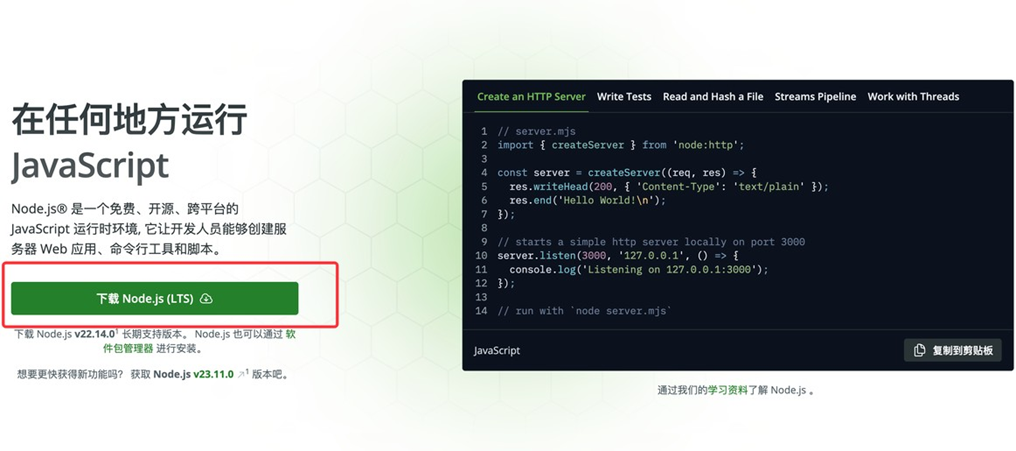 在任何地方运行
JavaScript
Node.js® 是一个免费、开源、跨平台的
JavaScript 运行时环境, 它让开发人员能够创建服
务器 Web 应用、命令行工具和脚本。
下载 Node.js (LTS)
下载 Node.js v22.14.0¹ 长期支持版本。 Node.js 也可以通过 软
件包管理器 进行安装。
想要更快获得新功能吗？ 获取 Node.js v23.11.0 ↗¹ 版本吧。
Create an HTTP Server Write Tests Read and Hash a File Streams Pipeline Work with Threads
1 // server.mjs
2 import { createServer } from 'node:http';
3
4 const server = createServer((req, res) => {
5   res.writeHead(200, { 'Content-Type': 'text/plain' });
6   res.end('Hello World!\n');
7 });
8
9 // starts a simple http server locally on port 3000
10 server.listen(3000, '127.0.0.1', () => {
11   console.log('Listening on 127.0.0.1:3000');
12 });
13
14 // run with `node server.mjs`
JavaScript 复制到剪贴板
通过我们的学习资料了解 Node.js 。